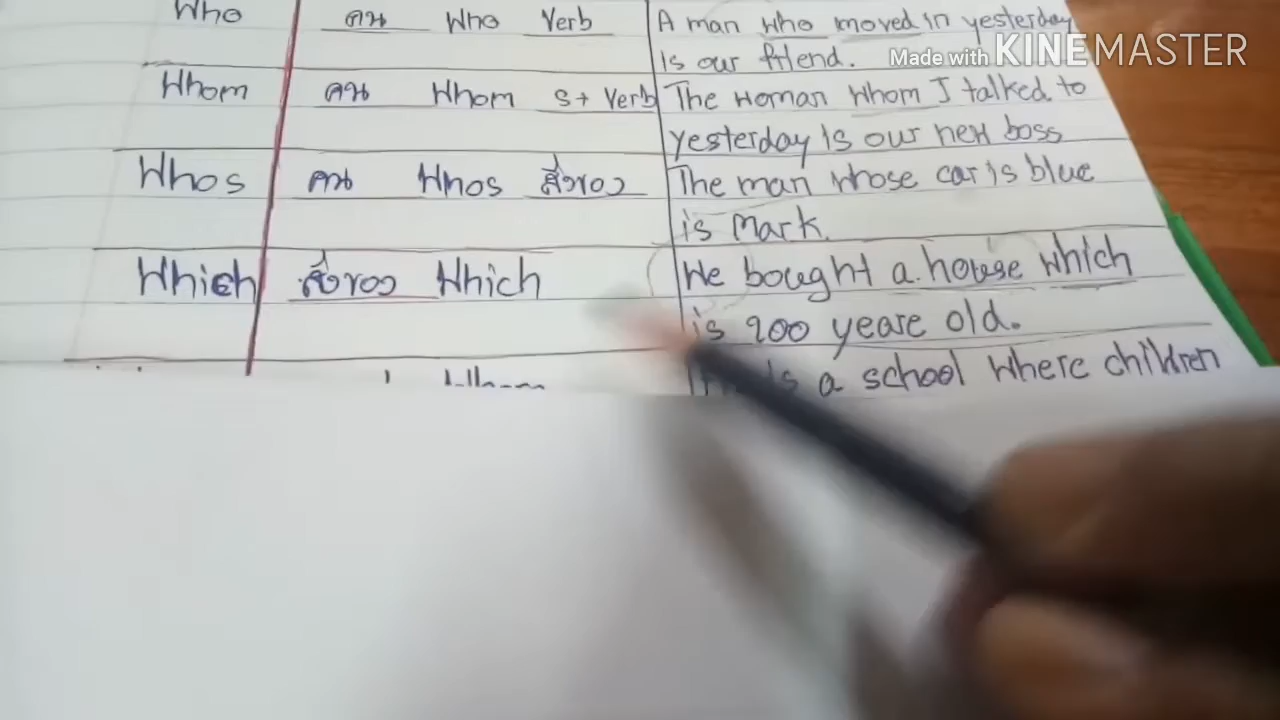 Who คน Who Verb A man who moved in yesterday
is our friend.
Made with KINEMASTER
Whom คน Whom S+ Verb The woman whom I talked to
yesterday is our new boss
Whos คน Whos สิ่งของ The man whose car is blue
is Mark.
Which สิ่งของ Which We bought a house which
is 200 yeare old.
is a school where children